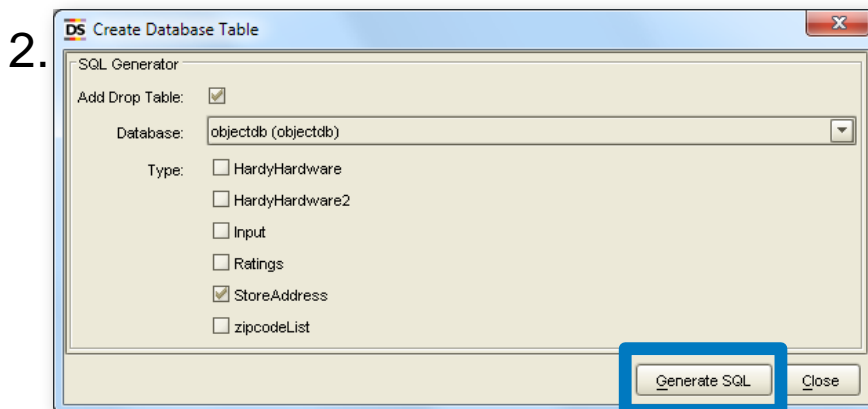 2.
DS Create Database Table
SQL Generator
Add Drop Table:
Database: objectdb (objectdb)
Type: HardyHardware
HardyHardware2
Input
Ratings
StoreAddress
zipcodeList
Generate SQL Close